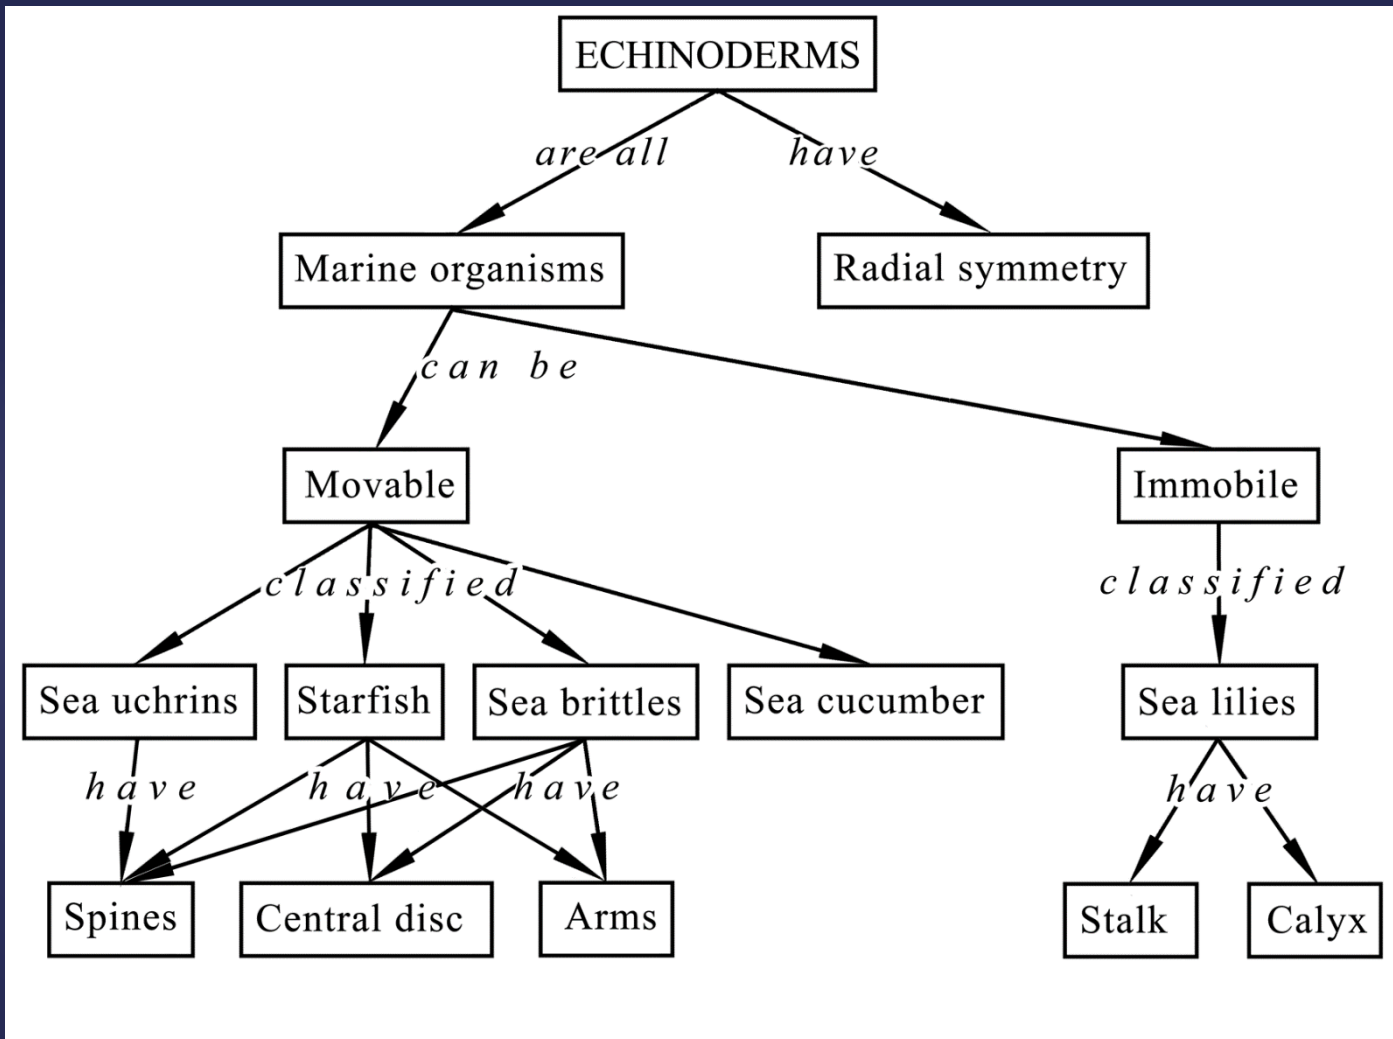 ECHINODERMS
are all
have
Marine organisms
Radial symmetry
can be
Movable
Immobile
classified
classified
Sea uchrins
Starfish
Sea brittles
Sea cucumber
Sea lilies
have
have
have
have
Spines
Central disc
Arms
Stalk
Calyx